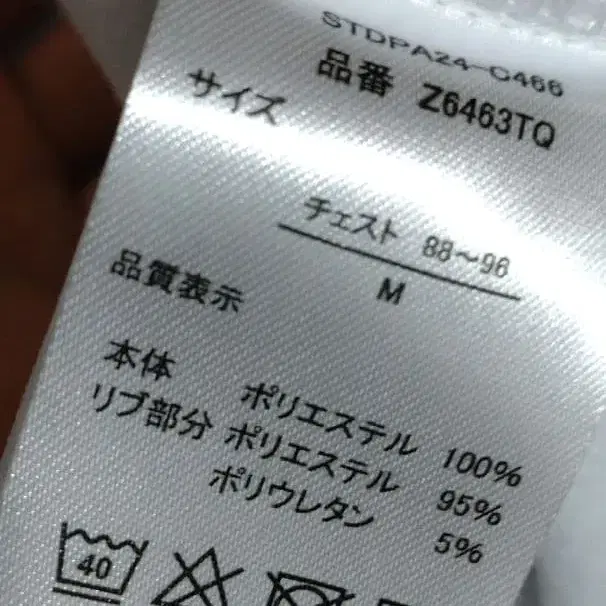 STDPA24-C466
品番 Z6463TQ
サイズ
チェスト 88～96
M
品質表示
本体 ポリエステル 100%
リブ部分 ポリエステル 95%
ポリウレタン 5%
40